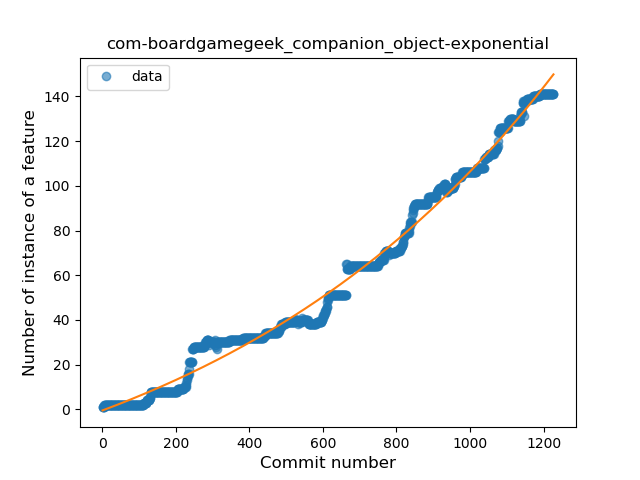 com-boardgamegeek_companion_object-exponential
data
Number of instance of a feature
140
120
100
80
60
40
20
0
0 200 400 600 800 1000 1200
Commit number